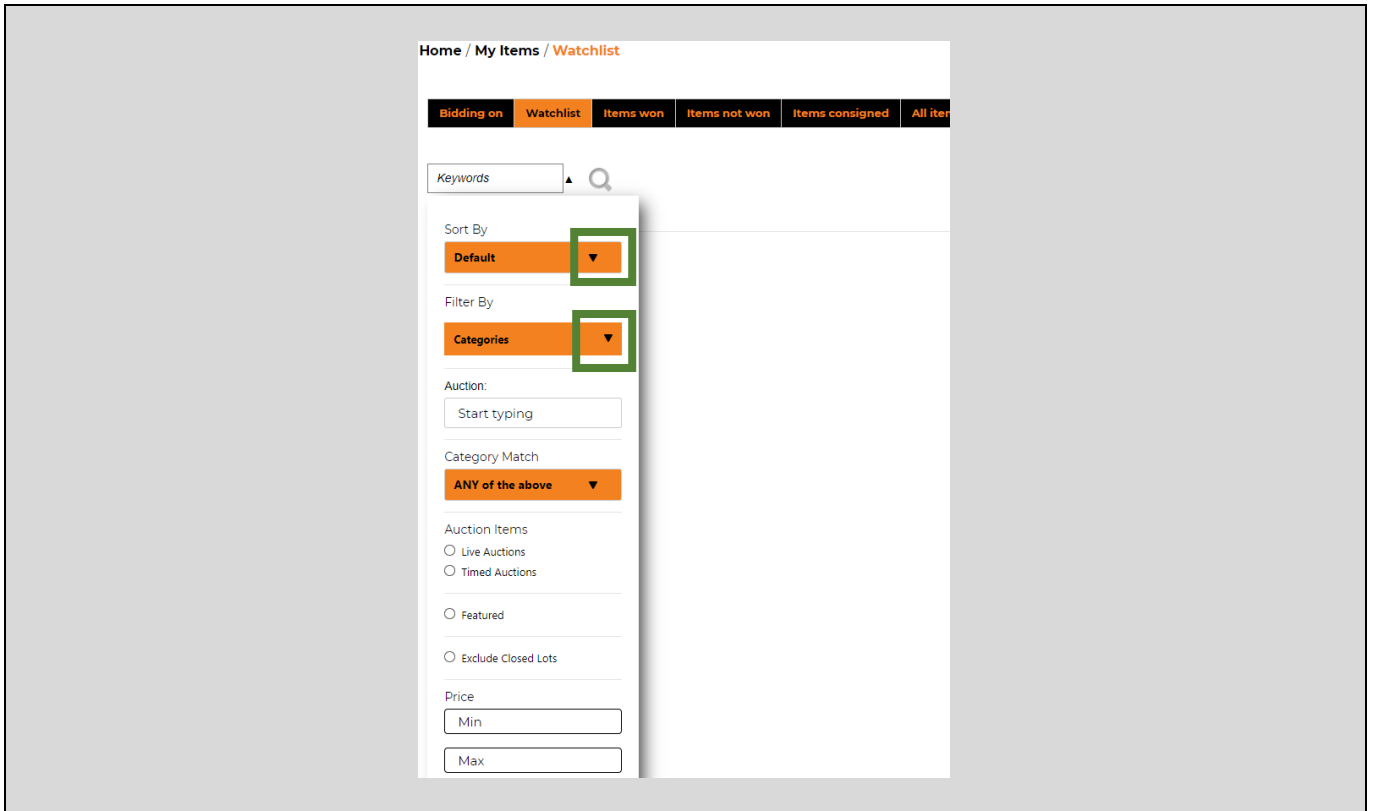 Home / My Items / Watchlist
Bidding on Watchlist Items won Items not won Items consigned All iter
Keywords
Sort By
Default
Filter By
Categories
Auction:
Start typing
Category Match
ANY of the above
Auction Items
Live Auctions
Timed Auctions
Featured
Exclude Closed Lots
Price
Min
Max